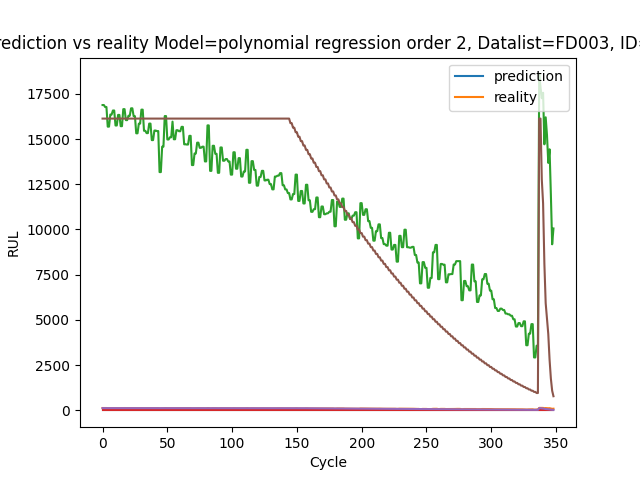 rediction vs reality Model=polynomial regression order 2, Datalist=FD003, ID=
prediction
reality
RUL
17500
15000
12500
10000
7500
5000
2500
0
0 50 100 150 200 250 300 350
Cycle